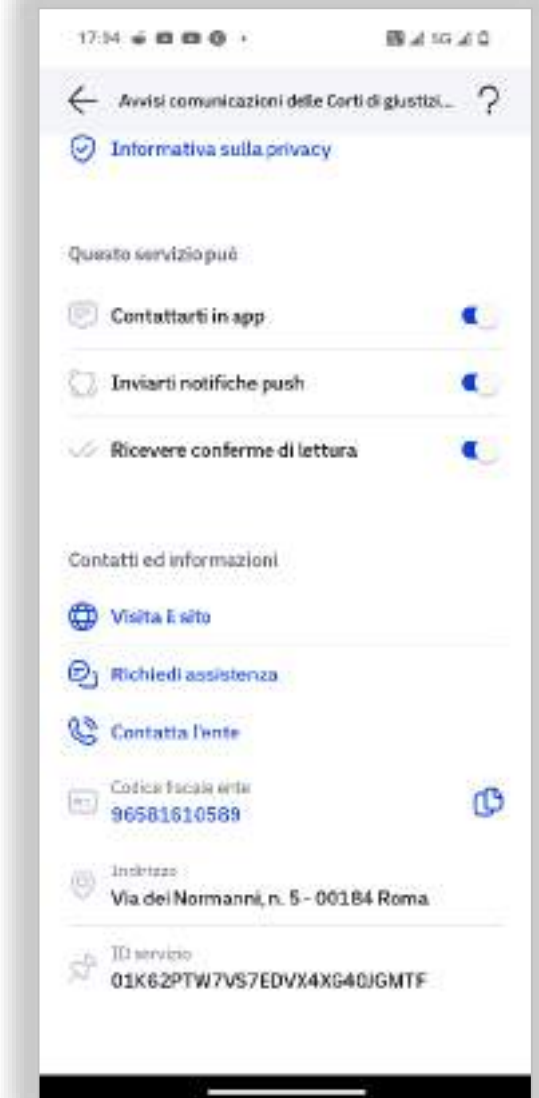 17:94
5G
Avvisi comunicazioni delle Corti di giustizi... ?
Informativa sulla privacy
Questo servizio può
Contattarti in app
Inviarti notifiche push
Ricevere conferme di lettura
Contatti ed informazioni
Visita il sito
Richiedi assistenza
Contatta l'ente
Codice fiscale ente
96581610589
Indirizzo
Via dei Normanni, n. 5 - 00184 Roma
ID servizio